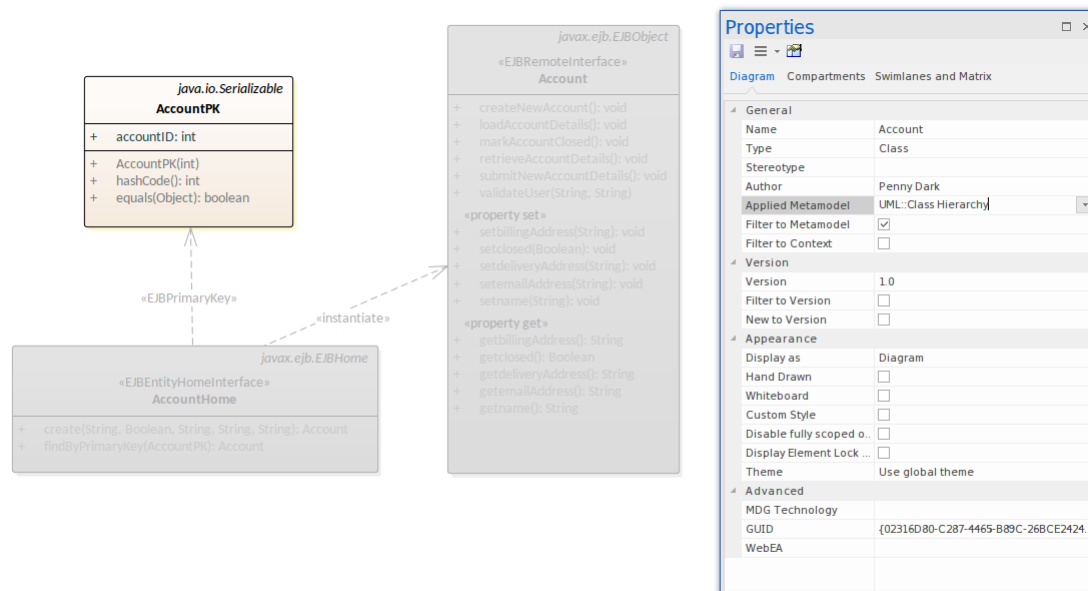 java.io.Serializable
AccountPK
+ accountID: int
+ AccountPK(int)
+ hashCode(): int
+ equals(Object): boolean
«EJBPrimaryKey»
«instantiate»
javax.ejb.EJBHome
«EJBEntityHomeInterface»
AccountHome
+ create(String, Boolean, String, String, String): Account
+ findByPrimaryKey(AccountPK): Account
javax.ejb.EJBObject
«EJBRemoteInterface»
Account
+ createNewAccount(): void
+ loadAccountDetails(): void
+ markAccountClosed(): void
+ retrieveAccountDetails(): void
+ submitNewAccountDetails(): void
+ validateUser(String, String)
«property set»
+ setbillingAddress(String): void
+ setclosed(Boolean): void
+ setdeliveryAddress(String): void
+ setemailAddress(String): void
+ setname(String): void
«property get»
+ getbillingAddress(): String
+ getclosed(): Boolean
+ getdeliveryAddress(): String
+ getemailAddress(): String
+ getname(): String
Properties
Diagram Compartments Swimlanes and Matrix
General
Name Account
Type Class
Stereotype
Author Penny Dark
Applied Metamodel UML::Class Hierarchy
Filter to Metamodel
Filter to Context
Version
Version 1.0
Filter to Version
New to Version
Appearance
Display as Diagram
Hand Drawn
Whiteboard
Custom Style
Disable fully scoped o..
Display Element Lock ...
Theme Use global theme
Advanced
MDG Technology
GUID {02316D80-C287-4465-B89C-26BCE2424.
WebEA